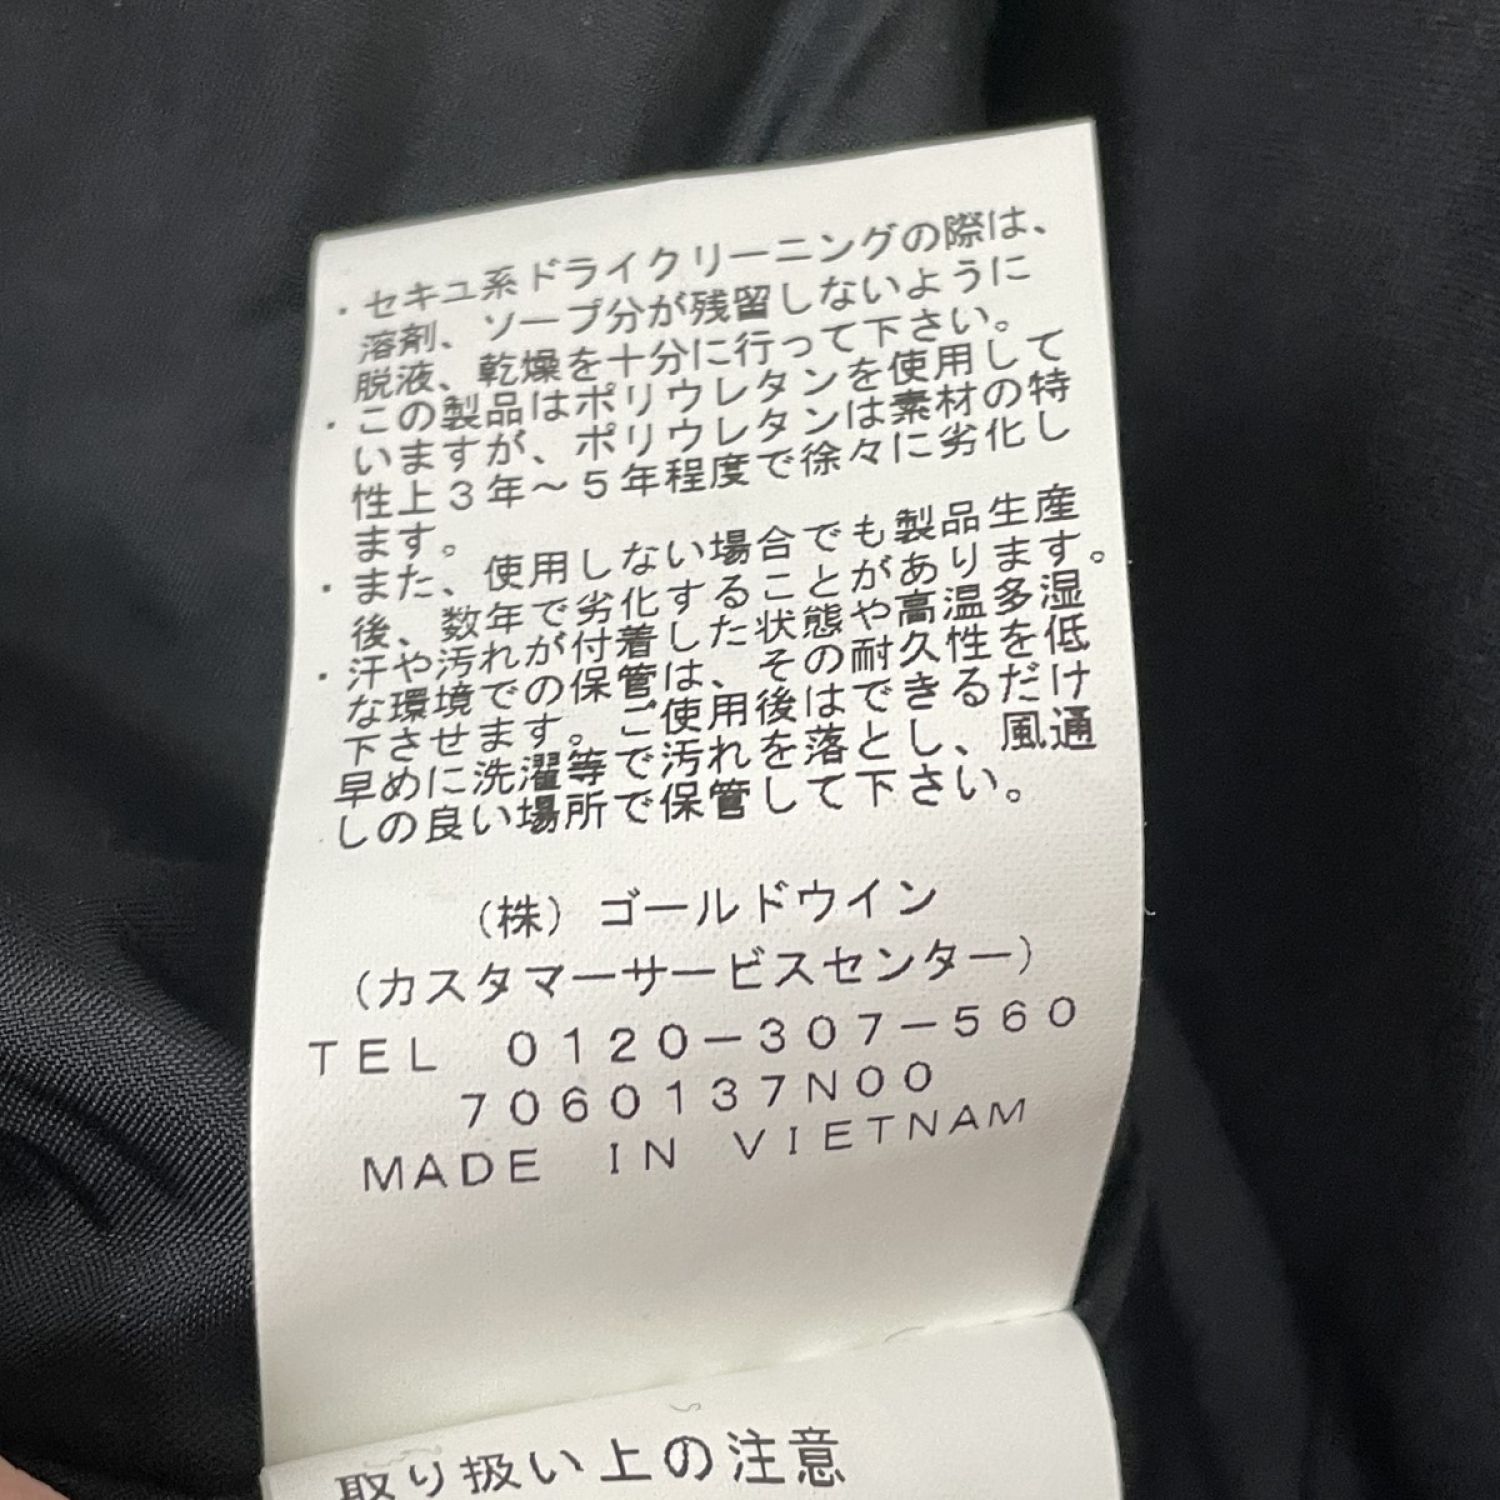 ・セキユ系ドライクリーニングの際は、
溶剤、ソープ分が残留しないように
脱液、乾燥を十分に行って下さい。
・この製品はポリウレタンを使用して
いますが、ポリウレタンは素材の特
性上3年～5年程度で徐々に劣化し
ます。
・また、使用しない場合でも製品生産
後、数年で劣化することがあります。
・汗や汚れが付着した状態や高温多湿
な環境での保管は、その耐久性を低
下させます。ご使用後はできるだけ
早めに洗濯等で汚れを落とし、風通
しの良い場所で保管して下さい。
(株)ゴールドウイン
(カスタマーサービスセンター)
TEL 0120-307-560
7060137N00
MADE IN VIETNAM
取り扱い上の注意